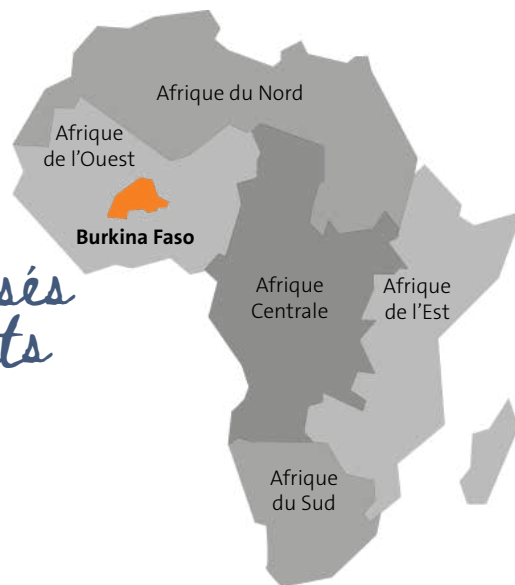 Afrique du Nord
Afrique
de l'Ouest
Burkina Faso
sés
ts
Afrique
Centrale
Afrique
de l'Est
Afrique
du Sud